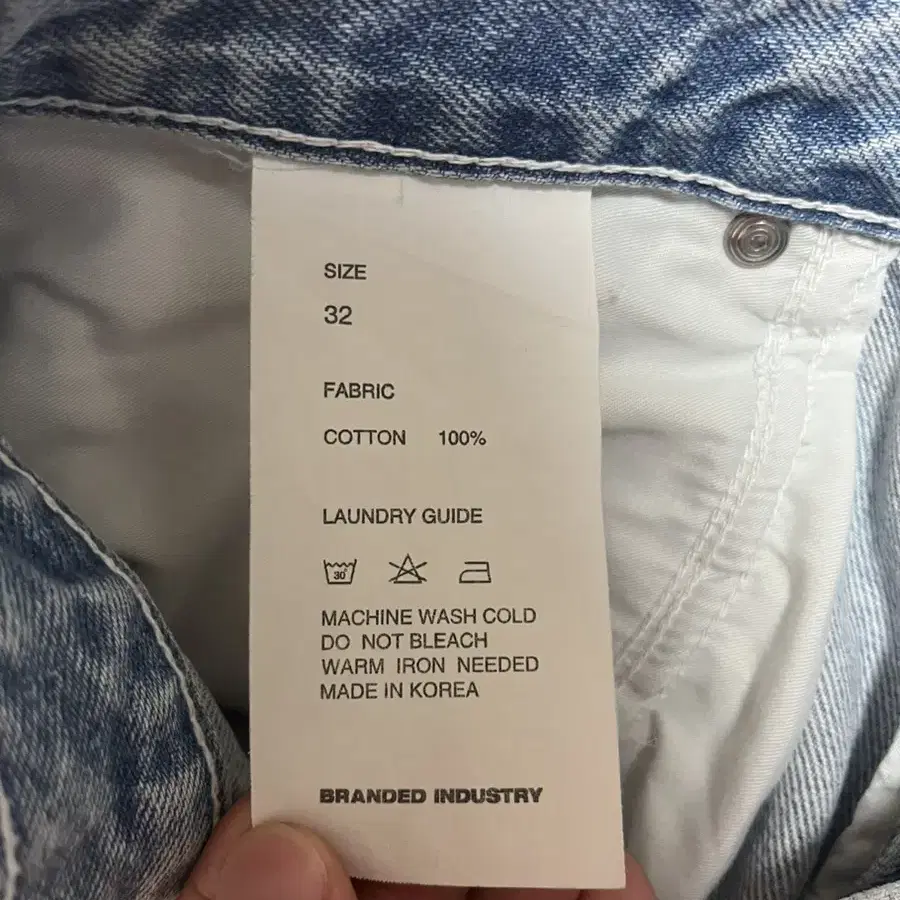 SIZE
32
FABRIC
COTTON 100%
LAUNDRY GUIDE
30
MACHINE WASH COLD
DO NOT BLEACH
WARM IRON NEEDED
MADE IN KOREA
BRANDED INDUSTRY